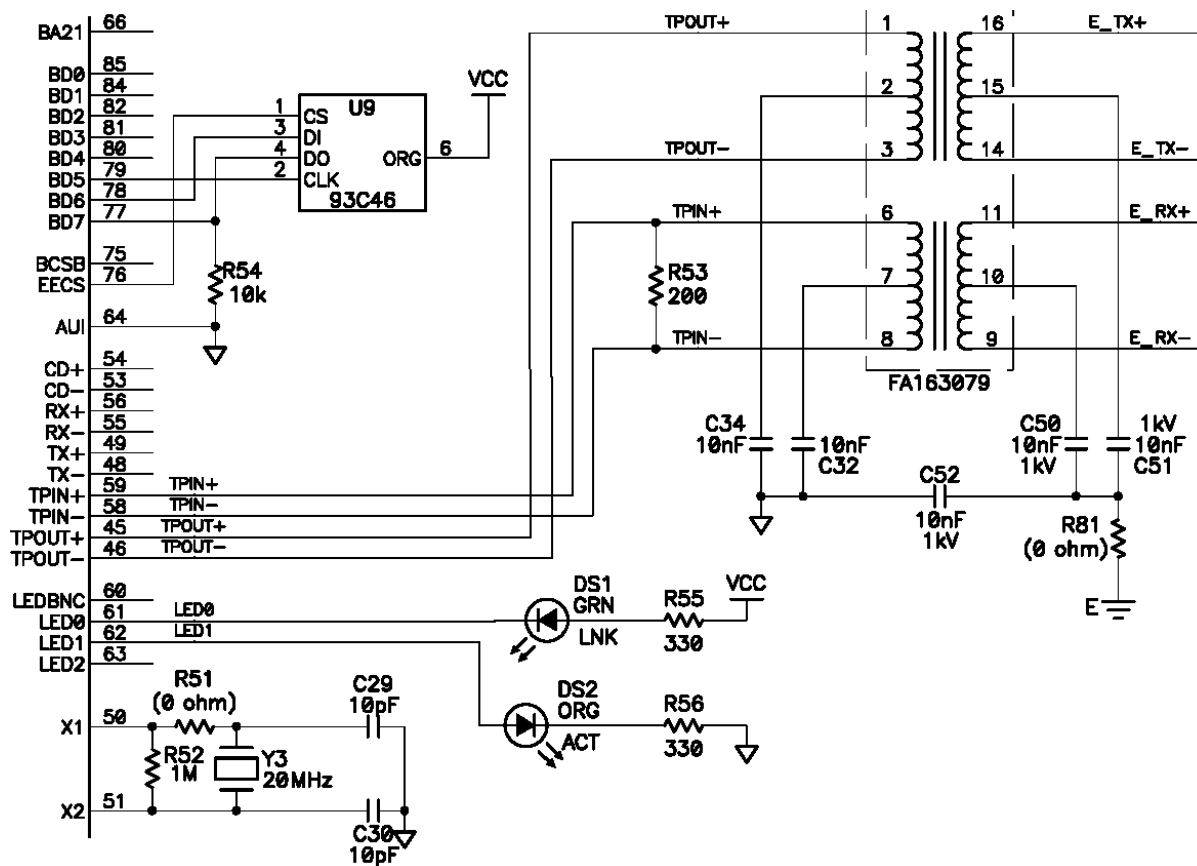 BA21 66
BD0 85
BD1 84
BD2 82
BD3 81
BD4 80
BD5 79
BD6 78
BD7 77
BCSB 75
EECS 76
AUI 64
CD+ 54
CD- 53
RX+ 56
RX- 55
TX+ 49
TX- 48
TPIN+ 59 TPIN+
TPIN- 58 TPIN-
TPOUT+ 45 TPOUT+
TPOUT- 46 TPOUT-
LEDBNC 60
LED0 61 LED0
LED1 62 LED1
LED2 63
X1 50
X2 51
U9
1 CS
3 DI
4 DO
2 CLK
ORG 6
93C46
VCC
R54
10k
TPOUT+ 1 16 E_TX+
2 15
TPOUT- 3 14 E_TX-
TPIN+ 6 11 E_RX+
R53
200
7 10
TPIN- 8 9 E_RX-
FA163079
C34
10nF
10nF
C32
C50
10nF
1kV
1kV
10nF
C51
C52
10nF
1kV
R81
(0 ohm)
E
DS1
GRN
LNK
R55
330
VCC
DS2
ORG
ACT
R56
330
R51
(0 ohm)
R52
1M
Y3
20MHz
C29
10pF
C30
10pF